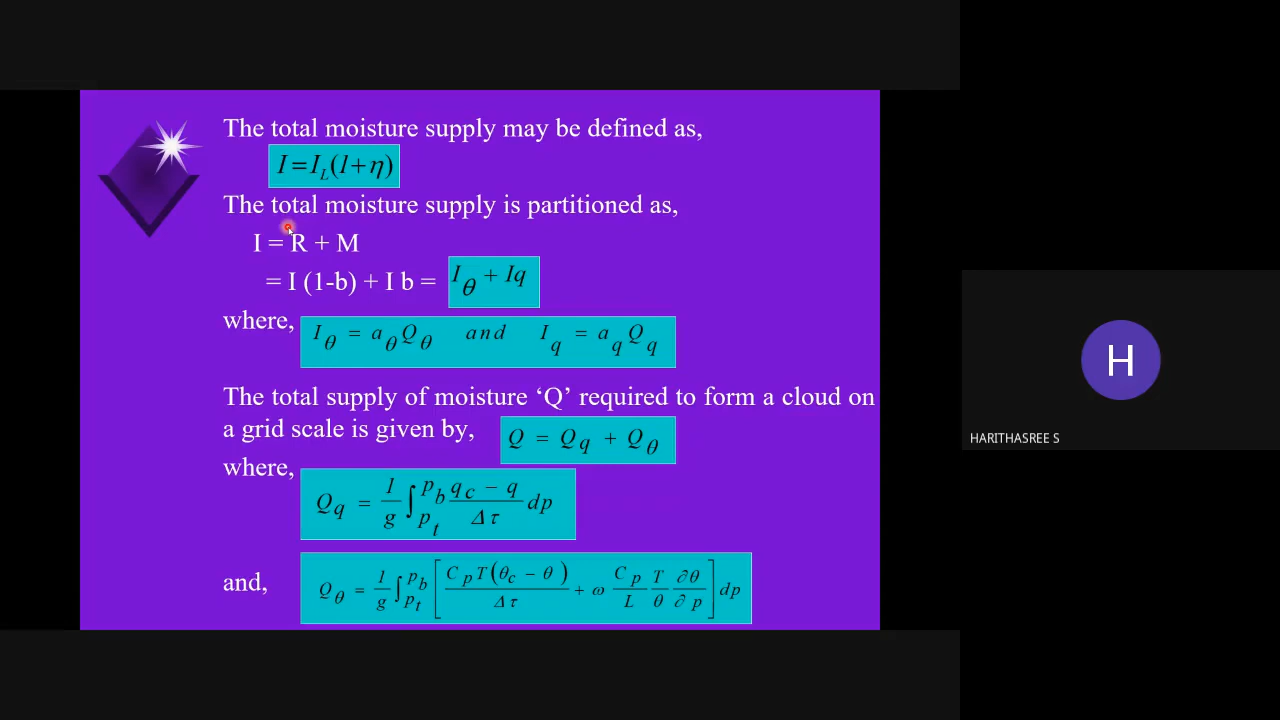 The total moisture supply may be defined as,
I = I_L (1+η)
The total moisture supply is partitioned as,
I = R + M
= I (1-b) + I b = I_θ + Iq
where, I_θ = a_θ Q_θ and I_q = a_q Q_q
The total supply of moisture ‘Q’ required to form a cloud on
a grid scale is given by, Q = Q_q + Q_θ
where, Q_q = 1/g ∫_{p_t}^{p_b} (q_c − q)/Δτ dp
and, Q_θ = 1/g ∫_{p_t}^{p_b} [ C_p T(θ_c − θ)/Δτ + ω C_p/L T/θ ∂θ/∂p ] dp
H
HARITHASREE S